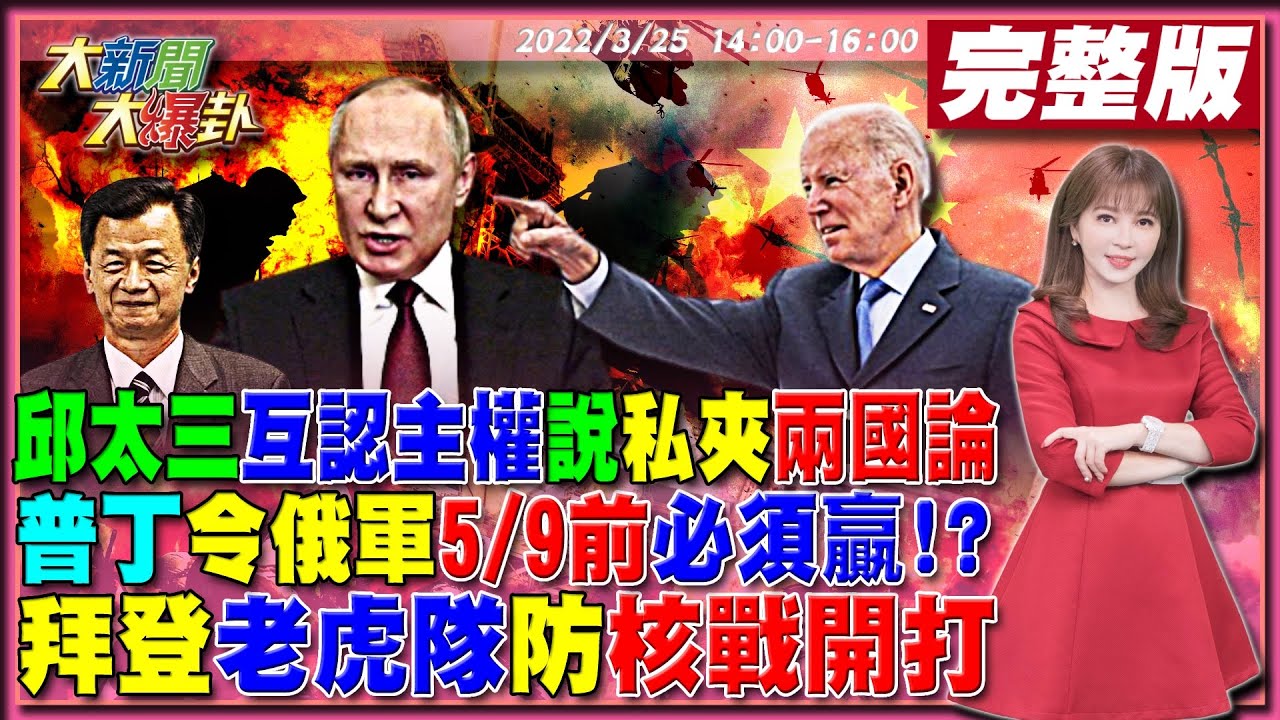 大新聞
大爆卦
2022/3/25 14:00-16:00
完整版
邱太三互認主權說私夾兩國論
普丁令俄軍5/9前必須贏!?
拜登老虎隊防核戰開打